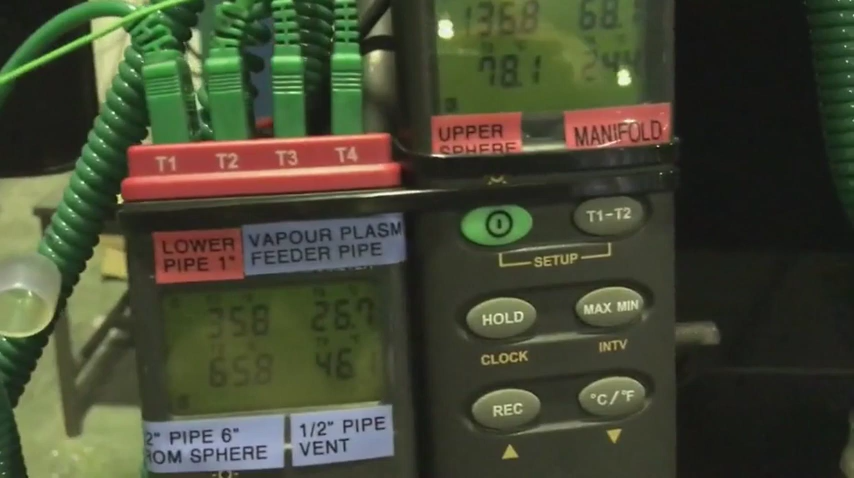 136.8 68.
78.1 24.4
UPPER SPHERE
MANIFOLD
T1 T2 T3 T4
LOWER PIPE 1"
VAPOUR PLASM
FEEDER PIPE
35.8 26.7
65.8 46.1
2" PIPE 6"
ROM SPHERE
1/2" PIPE
VENT
T1-T2
SETUP
HOLD
MAX MIN
CLOCK
INTV
REC
°C/°F